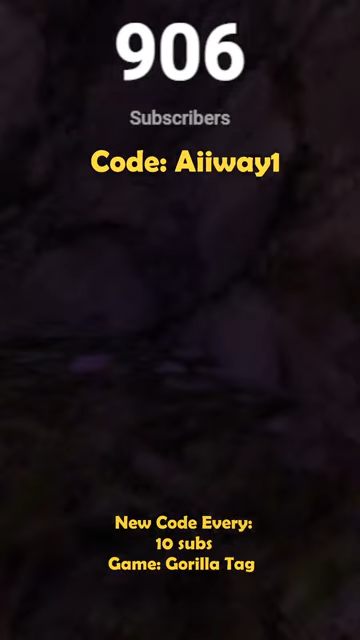 906
Subscribers
Code: Aiiway1
New Code Every:
10 subs
Game: Gorilla Tag